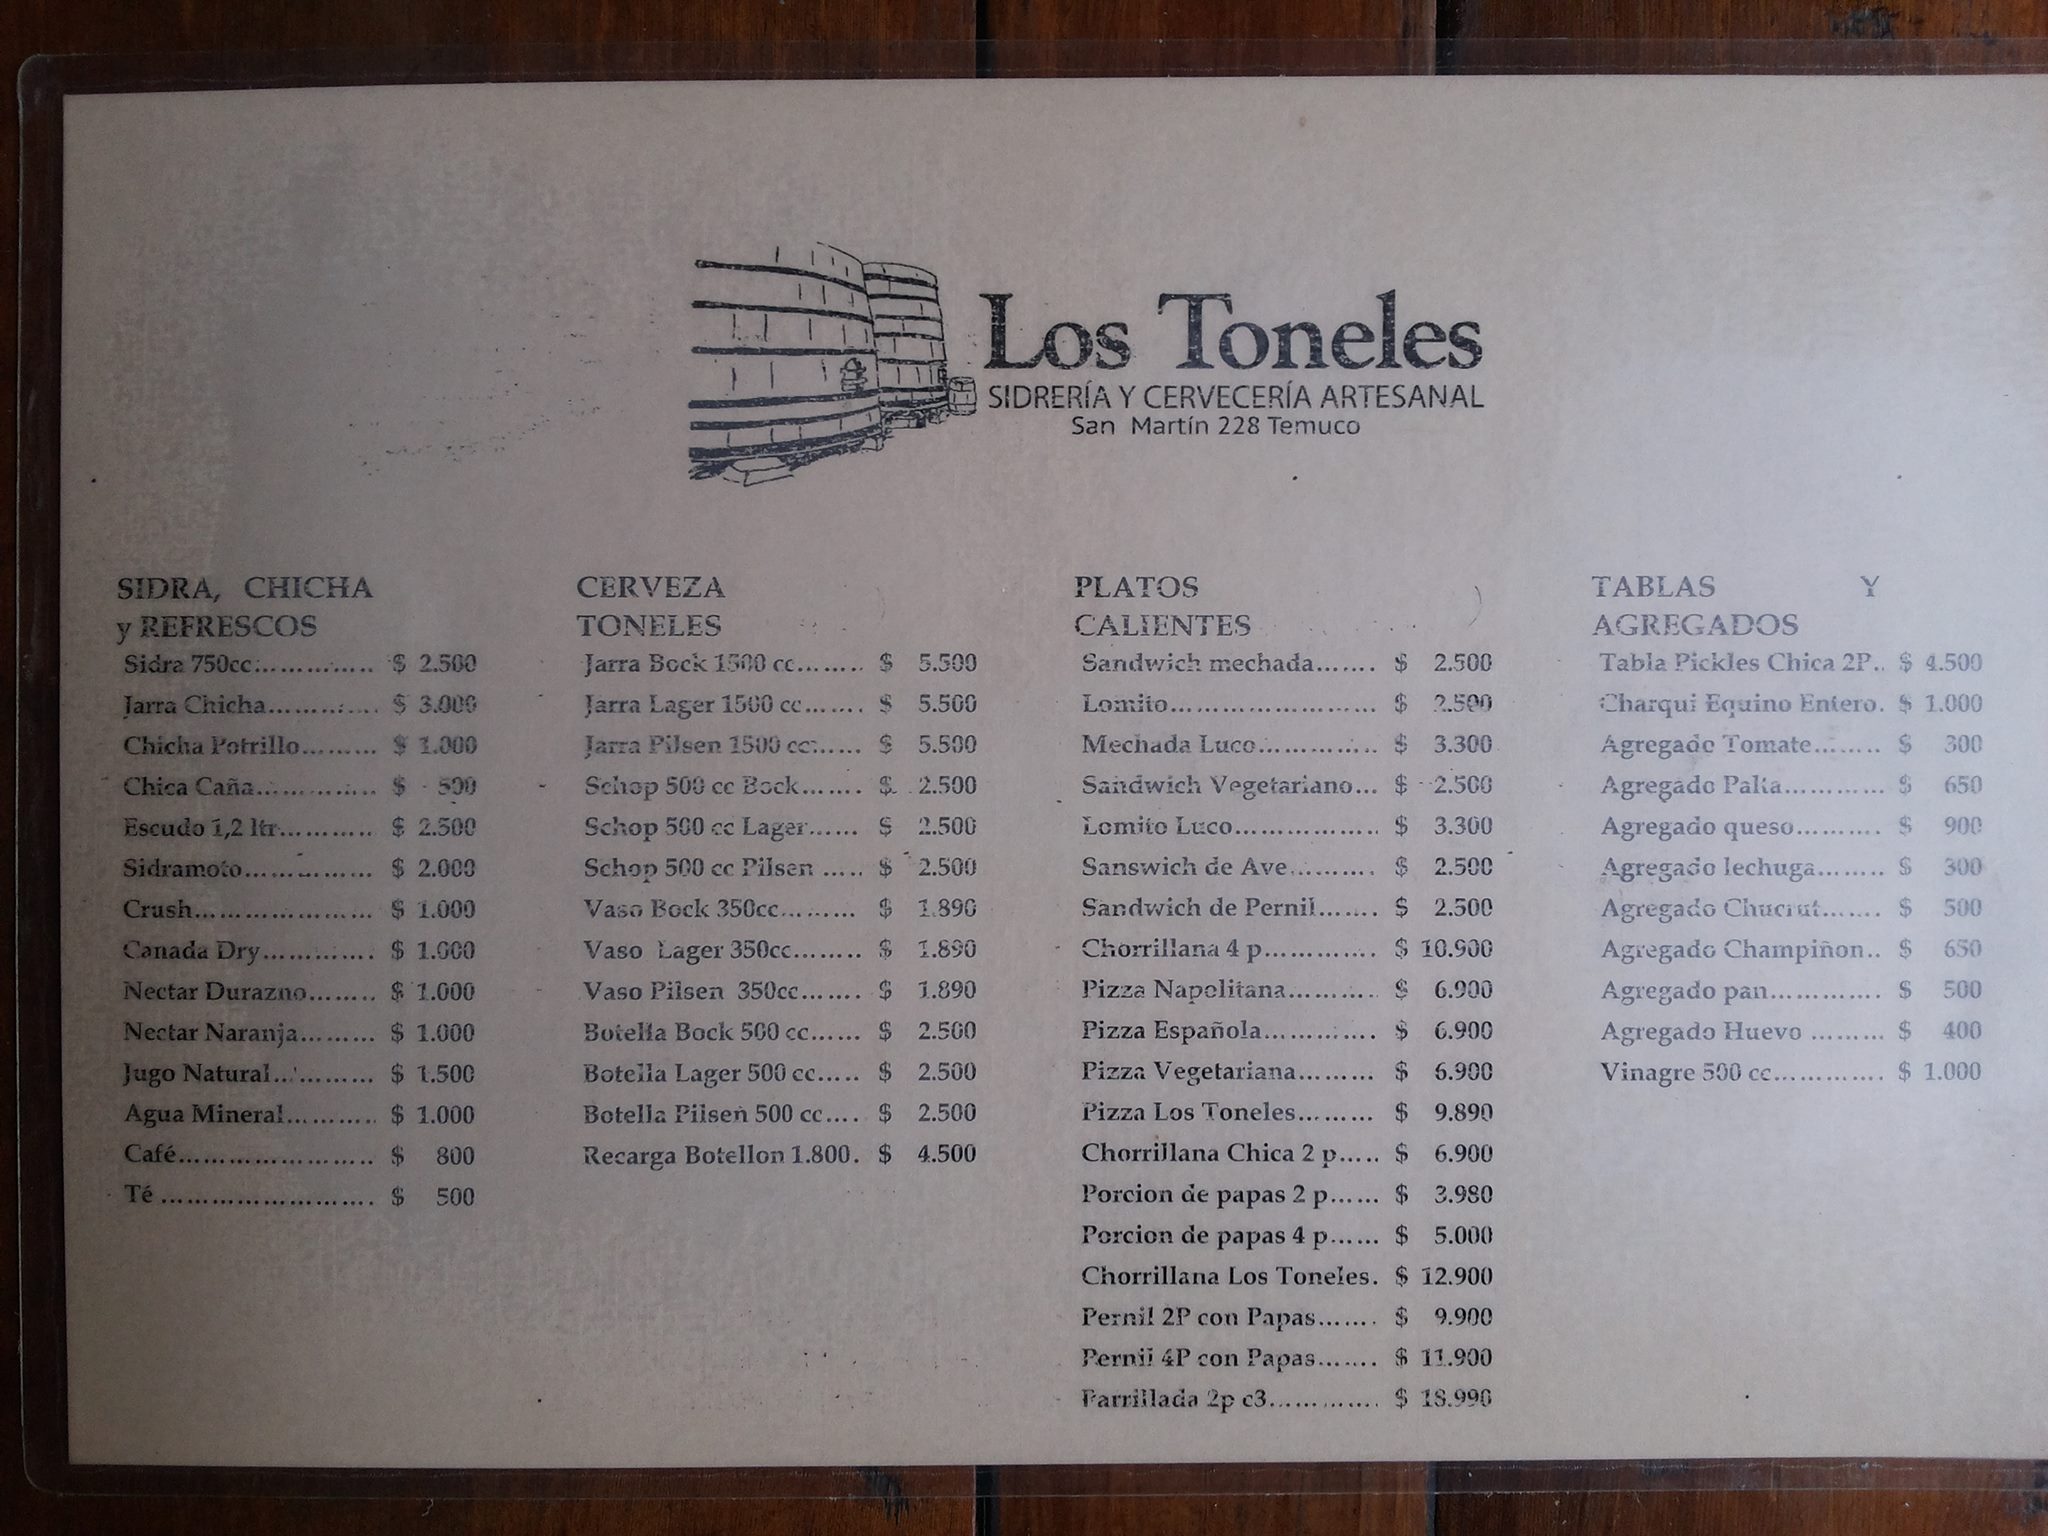 Los Toneles
SIDRERÍA Y CERVECERÍA ARTESANAL
San Martín 228 Temuco
SIDRA, CHICHA
y REFRESCOS
Sidra 750cc............... $ 2.500
Jarra Chicha............. $ 3.000
Chicha Potrillo......... $ 1.000
Chica Caña............... $ 500
Escudo 1,2 ltr............ $ 2.500
Sidramoto................ $ 2.000
Crush....................... $ 1.000
Canada Dry.............. $ 1.000
Nectar Durazno........ $ 1.000
Nectar Naranja......... $ 1.000
Jugo Natural............. $ 1.500
Agua Mineral........... $ 1.000
Café......................... $ 800
Té ........................... $ 500
CERVEZA
TONELES
Jarra Bock 1500 cc........ $ 5.500
Jarra Lager 1500 cc....... $ 5.500
Jarra Pilsen 1500 cc...... $ 5.500
Schop 500 cc Bock....... $ 2.500
Schop 500 cc Lager...... $ 2.500
Schop 500 cc Pilsen ..... $ 2.500
Vaso Bock 350cc......... $ 1.890
Vaso Lager 350cc........ $ 1.890
Vaso Pilsen 350cc....... $ 1.890
Botella Bock 500 cc...... $ 2.500
Botella Lager 500 cc..... $ 2.500
Botella Pilsen 500 cc.... $ 2.500
Recarga Botellon 1.800. $ 4.500
PLATOS
CALIENTES
Sandwich mechada....... $ 2.500
Lomito......................... $ 2.500
Mechada Luco.............. $ 3.300
Sandwich Vegetariano... $ 2.500
Lomito Luco................. $ 3.300
Sanswich de Ave.......... $ 2.500
Sandwich de Pernil....... $ 2.500
Chorrillana 4 p............. $ 10.900
Pizza Napolitana.......... $ 6.900
Pizza Española............. $ 6.900
Pizza Vegetariana......... $ 6.900
Pizza Los Toneles......... $ 9.890
Chorrillana Chica 2 p..... $ 6.900
Porcion de papas 2 p...... $ 3.980
Porcion de papas 4 p...... $ 5.000
Chorrillana Los Toneles. $ 12.900
Pernil 2P con Papas....... $ 9.900
Pernil 4P con Papas....... $ 11.900
Parrillada 2p c3............. $ 18.990
TABLAS Y
AGREGADOS
Tabla Pickles Chica 2P.. $ 4.500
Charqui Equino Entero. $ 1.000
Agregado Tomate........ $ 300
Agregado Palta............ $ 650
Agregado queso.......... $ 900
Agregado lechuga........ $ 300
Agregado Chucrut....... $ 500
Agregado Champiñon.. $ 650
Agregado pan............. $ 500
Agregado Huevo ......... $ 400
Vinagre 500 cc............. $ 1.000